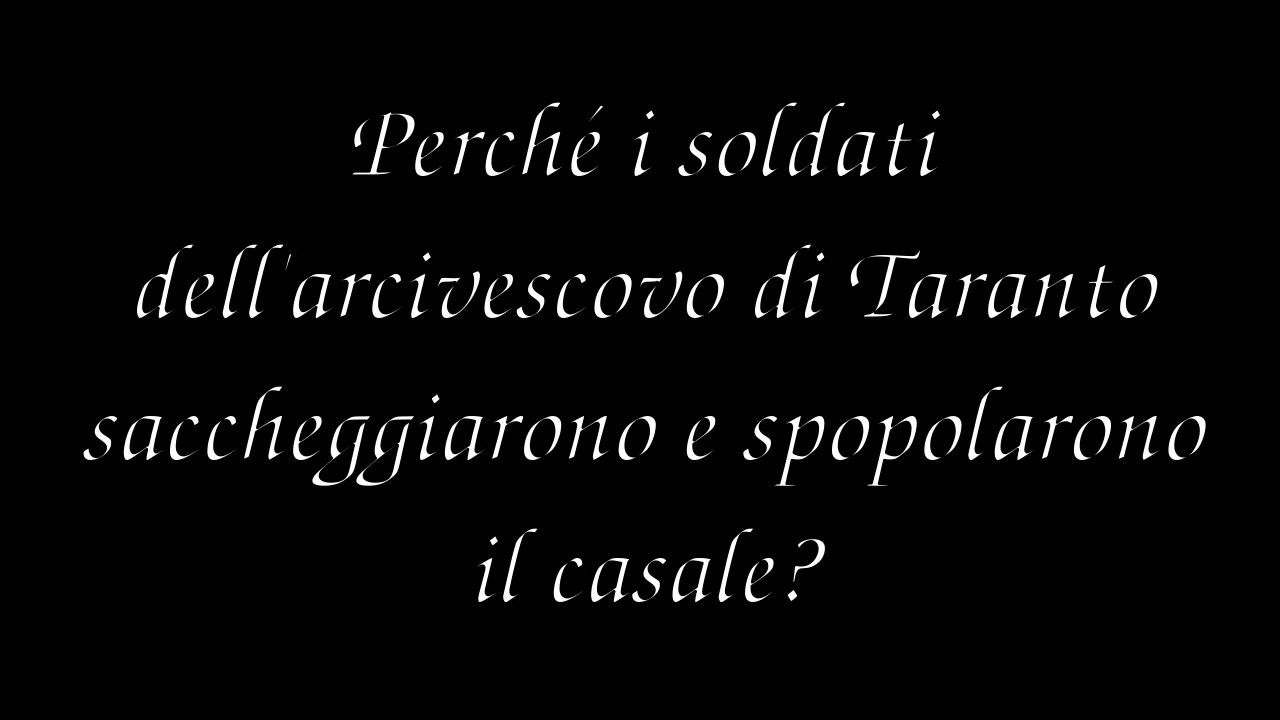 Perché i soldati
dell'arcivescovo di Taranto
saccheggiarono e spopolarono
il casale?